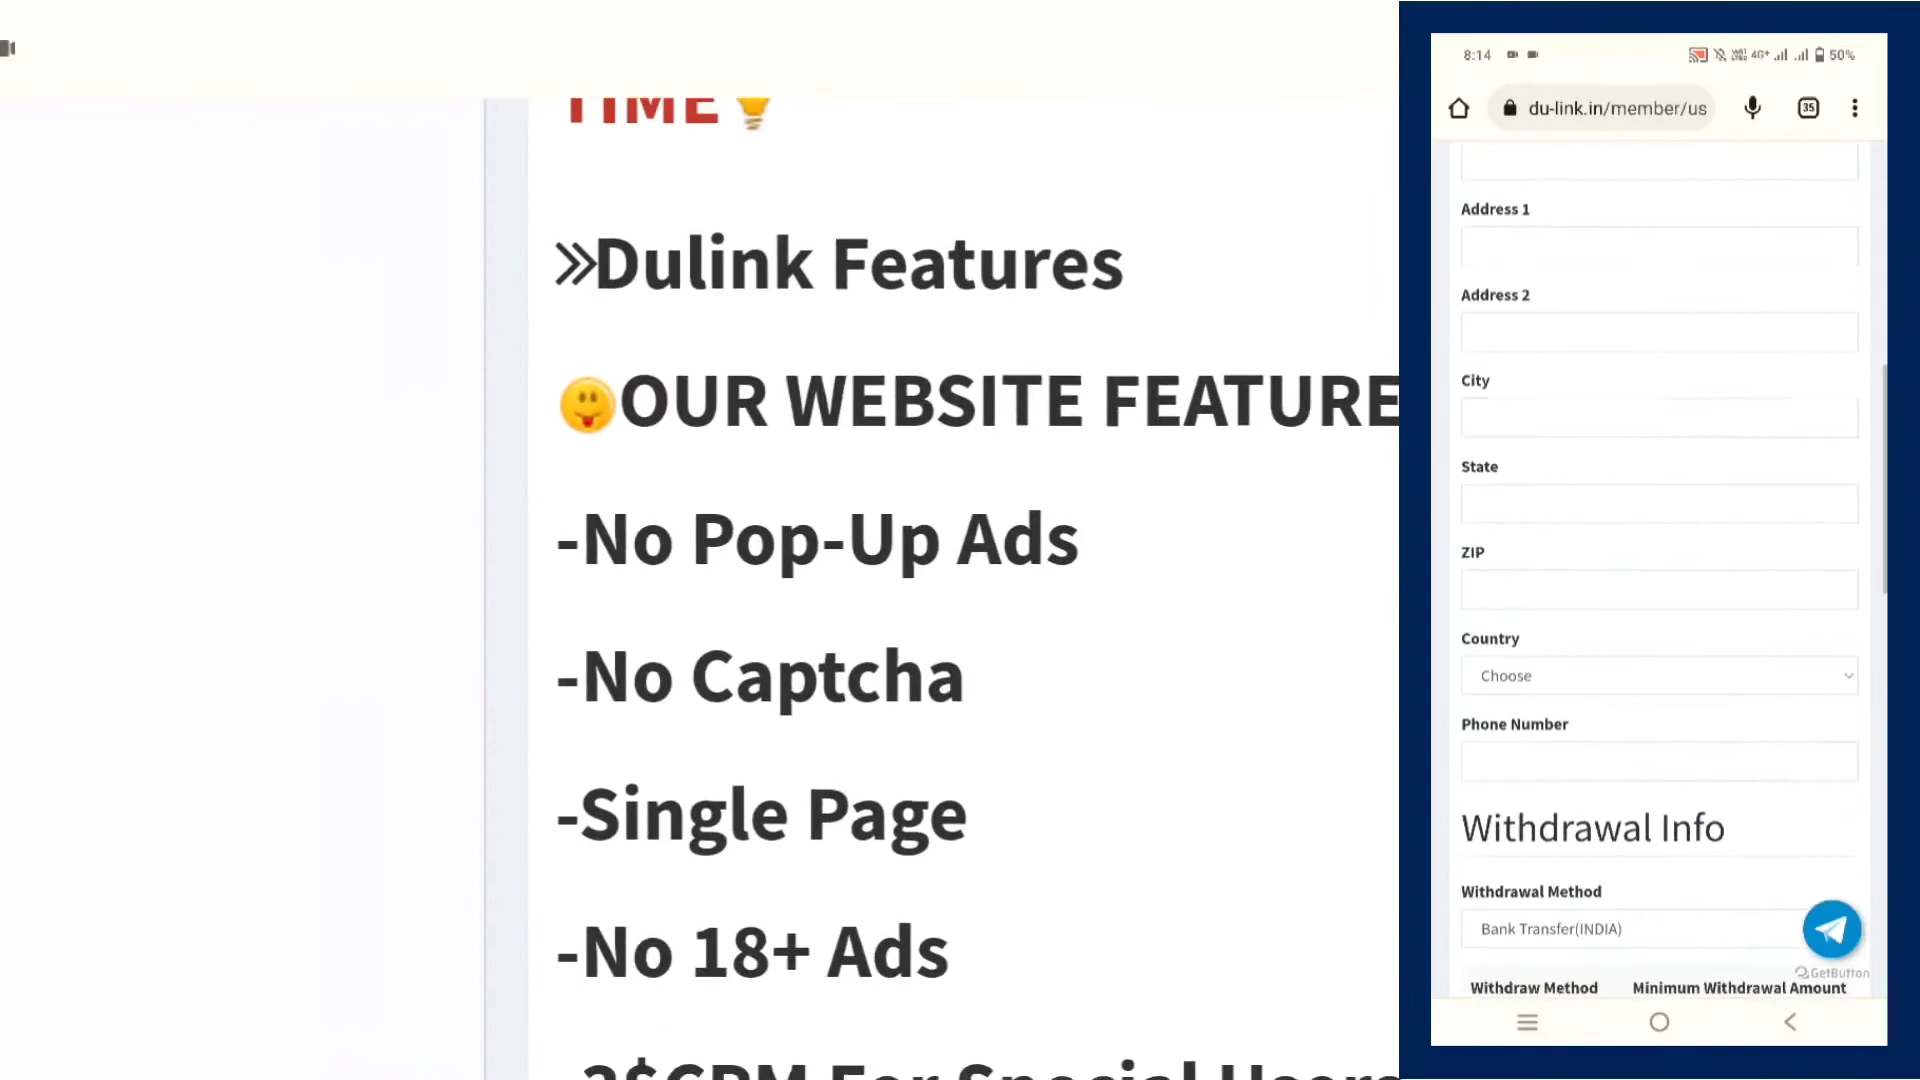 TIME
Dulink Features
OUR WEBSITE FEATURE
-No Pop-Up Ads
-No Captcha
-Single Page
-No 18+ Ads
8:14
4G+
50%
du-link.in/member/us
35
Address 1
Address 2
City
State
ZIP
Country
Choose
Phone Number
Withdrawal Info
Withdrawal Method
Bank Transfer(INDIA)
GetButton
Withdraw Method Minimum Withdrawal Amount